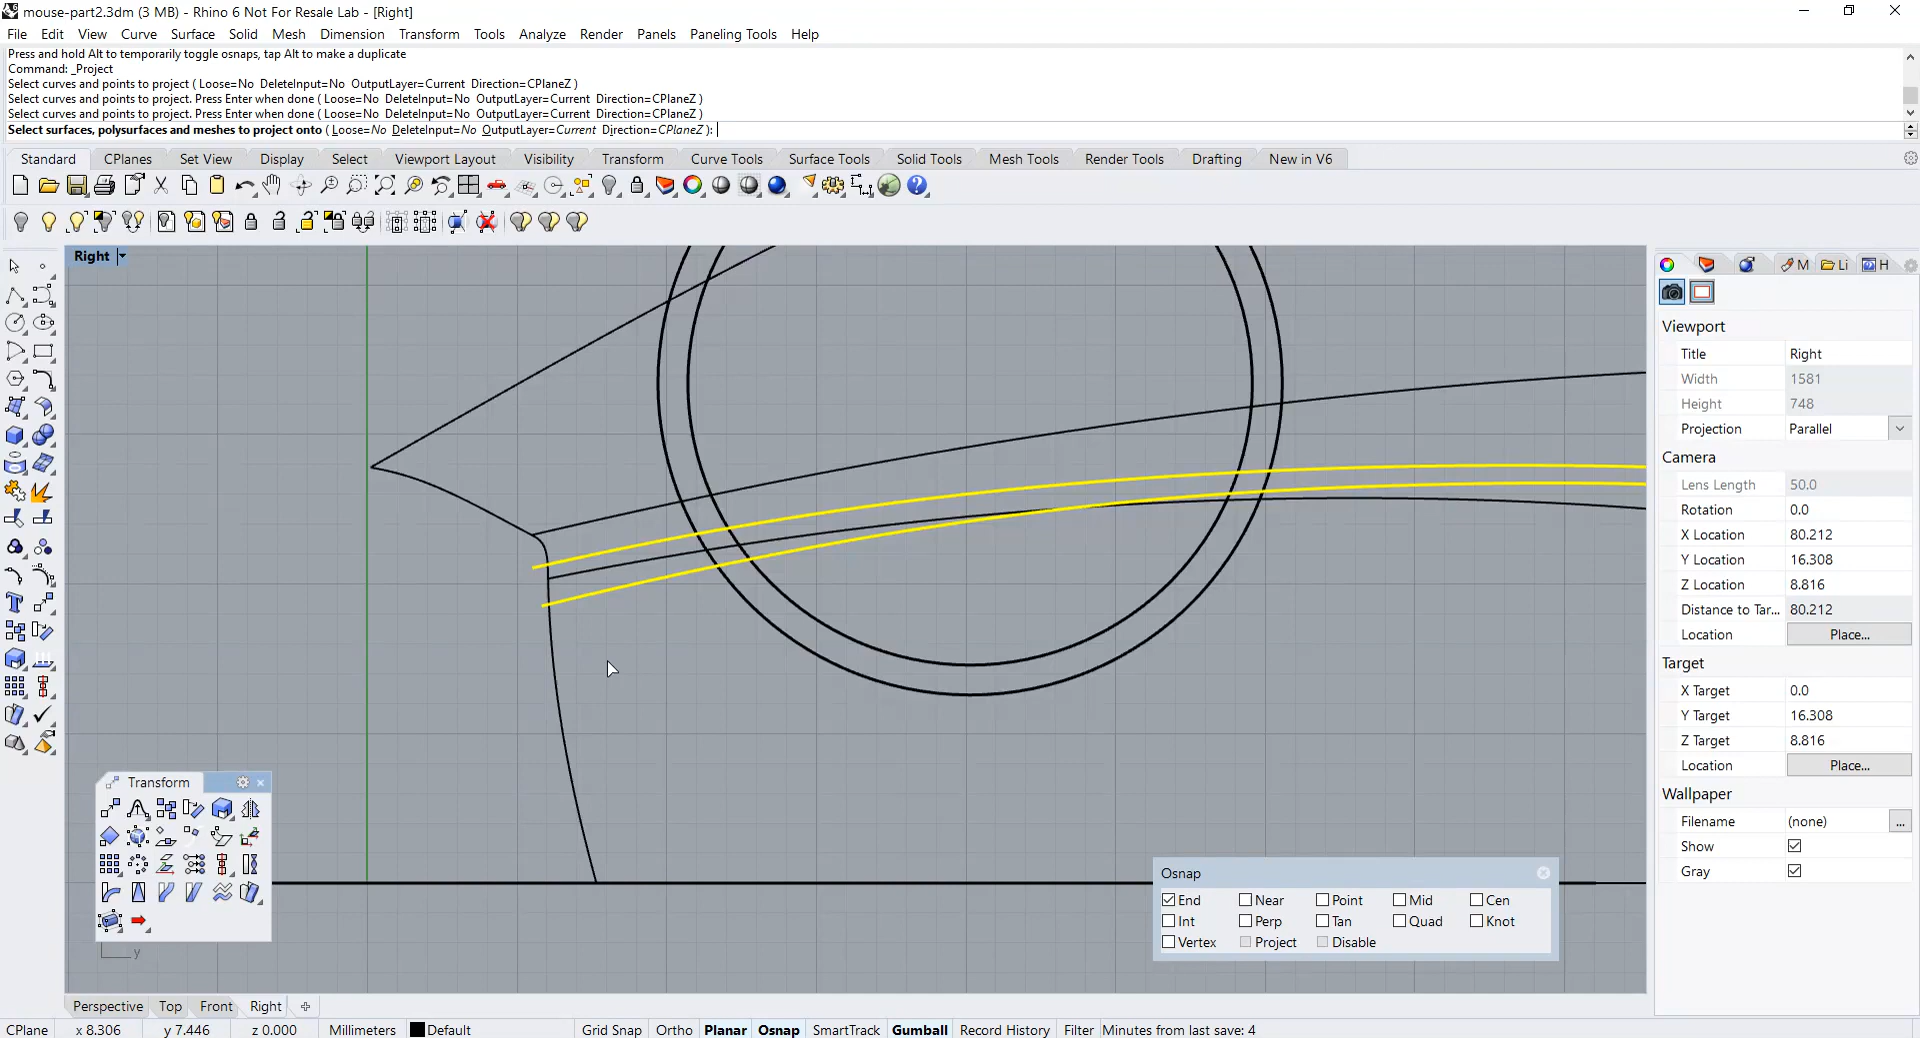 mouse-part2.3dm (3 MB) - Rhino 6 Not For Resale Lab - [Right]
File Edit View Curve Surface Solid Mesh Dimension Transform Tools Analyze Render Panels Paneling Tools Help
Press and hold Alt to temporarily toggle osnaps, tap Alt to make a duplicate
Command: _Project
Select curves and points to project ( Loose=No DeleteInput=No OutputLayer=Current Direction=CPlaneZ )
Select curves and points to project. Press Enter when done ( Loose=No DeleteInput=No OutputLayer=Current Direction=CPlaneZ )
Select curves and points to project. Press Enter when done ( Loose=No DeleteInput=No OutputLayer=Current Direction=CPlaneZ )
Select surfaces, polysurfaces and meshes to project onto ( Loose=No DeleteInput=No OutputLayer=Current Direction=CPlaneZ ):
Standard CPlanes Set View Display Select Viewport Layout Visibility Transform Curve Tools Surface Tools Solid Tools Mesh Tools Render Tools Drafting New in V6
Right
M Li H
Viewport
Title Right
Width 1581
Height 748
Projection Parallel
Camera
Lens Length 50.0
Rotation 0.0
X Location 80.212
Y Location 16.308
Z Location 8.816
Distance to Tar... 80.212
Location Place...
Target
X Target 0.0
Y Target 16.308
Z Target 8.816
Location Place...
Wallpaper
Filename (none) ...
Show
Gray
Transform
y
Osnap
End Near Point Mid Cen
Int Perp Tan Quad Knot
Vertex Project Disable
Perspective Top Front Right
CPlane x 8.306 y 7.446 z 0.000 Millimeters Default Grid Snap Ortho Planar Osnap SmartTrack Gumball Record History Filter Minutes from last save: 4